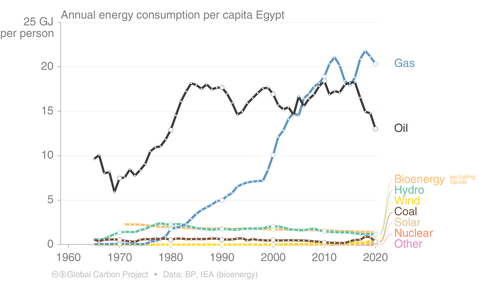 Annual energy consumption per capita Egypt
25 GJ
per person
20
15
10
5
0
1960 1970 1980 1990 2000 2010 2020
Gas
Oil
Bioenergy excluding liquids
Hydro
Wind
Coal
Solar
Nuclear
Other
Global Carbon Project • Data: BP, IEA (bioenergy)